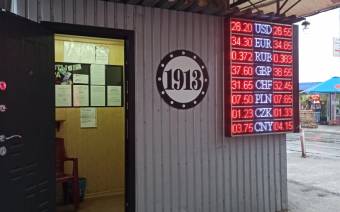 1913
28.20 USD 28.55
34.30 EUR 34.85
0.372 RUB 0.383
37.60 GBP 38.55
31.65 CHF 32.45
07.50 PLN 07.65
01.23 CZK 01.33
03.75 CNY 04.15